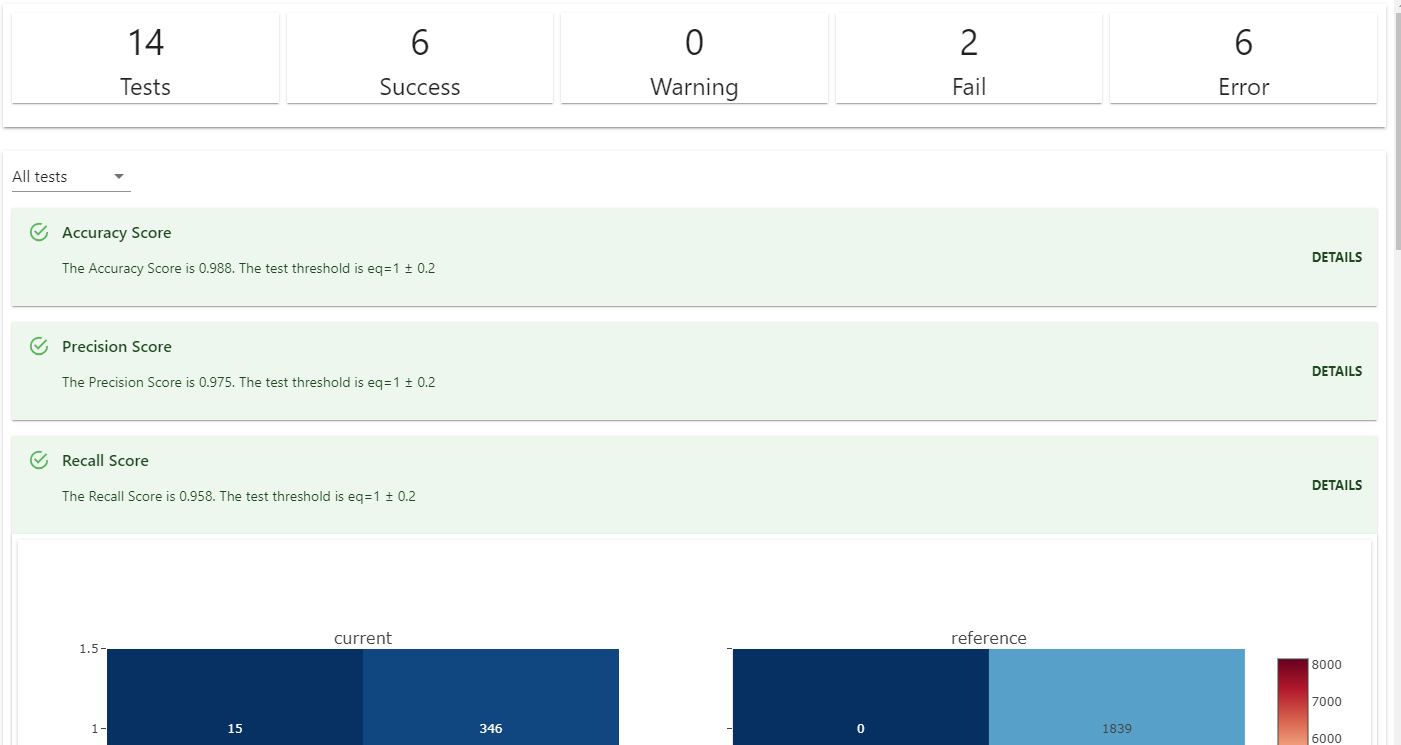 14
Tests
6
Success
0
Warning
2
Fail
6
Error
All tests
Accuracy Score
The Accuracy Score is 0.988. The test threshold is eq=1 ± 0.2
DETAILS
Precision Score
The Precision Score is 0.975. The test threshold is eq=1 ± 0.2
DETAILS
Recall Score
The Recall Score is 0.958. The test threshold is eq=1 ± 0.2
DETAILS
current
reference
1.5
8000
7000
1
15
346
0
1839
6000